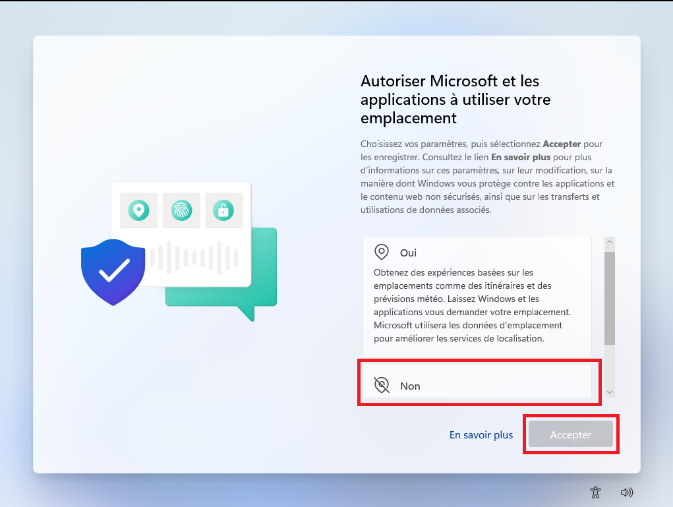 Autoriser Microsoft et les
applications à utiliser votre
emplacement
Choisissez vos paramètres, puis sélectionnez Accepter pour
les enregistrer. Consultez le lien En savoir plus pour plus
d'informations sur ces paramètres, sur leur modification, sur la
manière dont Windows vous protège contre les applications et
le contenu web non sécurisés, ainsi que sur les transferts et
utilisations de données associés.
Oui
Obtenez des expériences basées sur les
emplacements comme des itinéraires et des
prévisions météo. Laissez Windows et les
applications vous demander votre emplacement.
Microsoft utilisera les données d'emplacement
pour améliorer les services de localisation.
Non
En savoir plus
Accepter